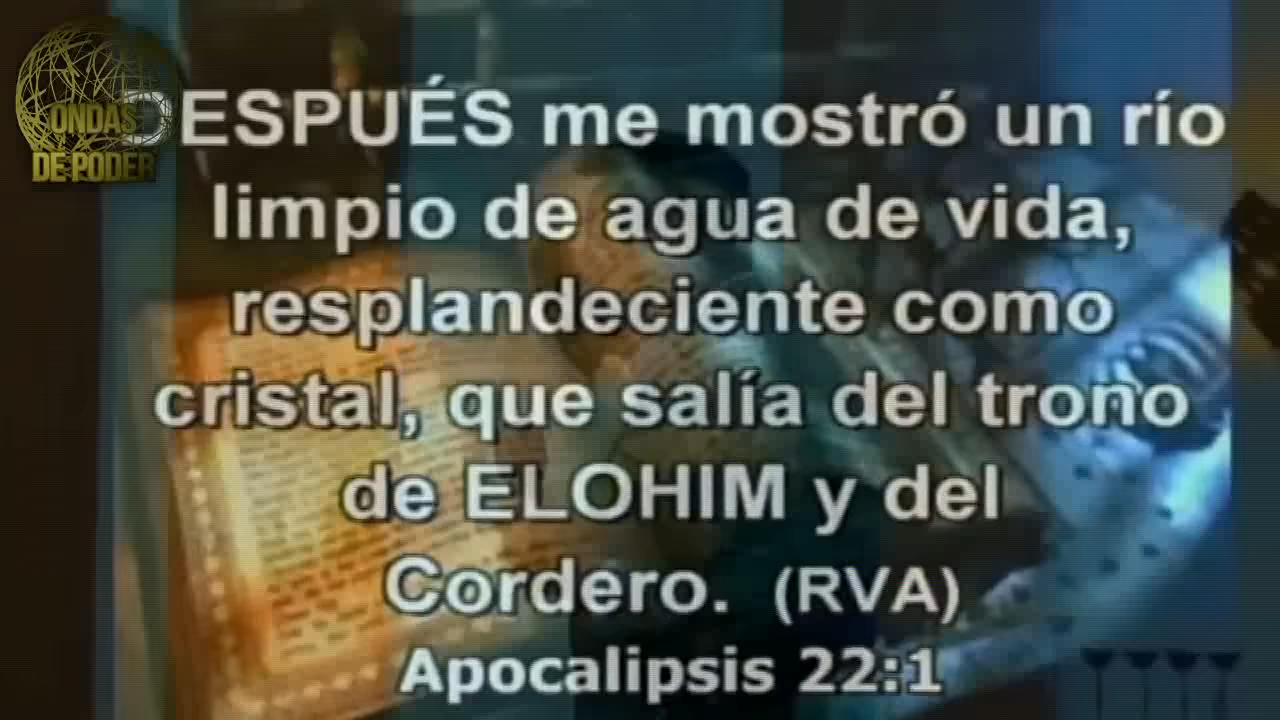 ONDAS
DE PODER
DESPUÉS me mostró un río
limpio de agua de vida,
resplandeciente como
cristal, que salía del trono
de ELOHIM y del
Cordero. (RVA)
Apocalipsis 22:1